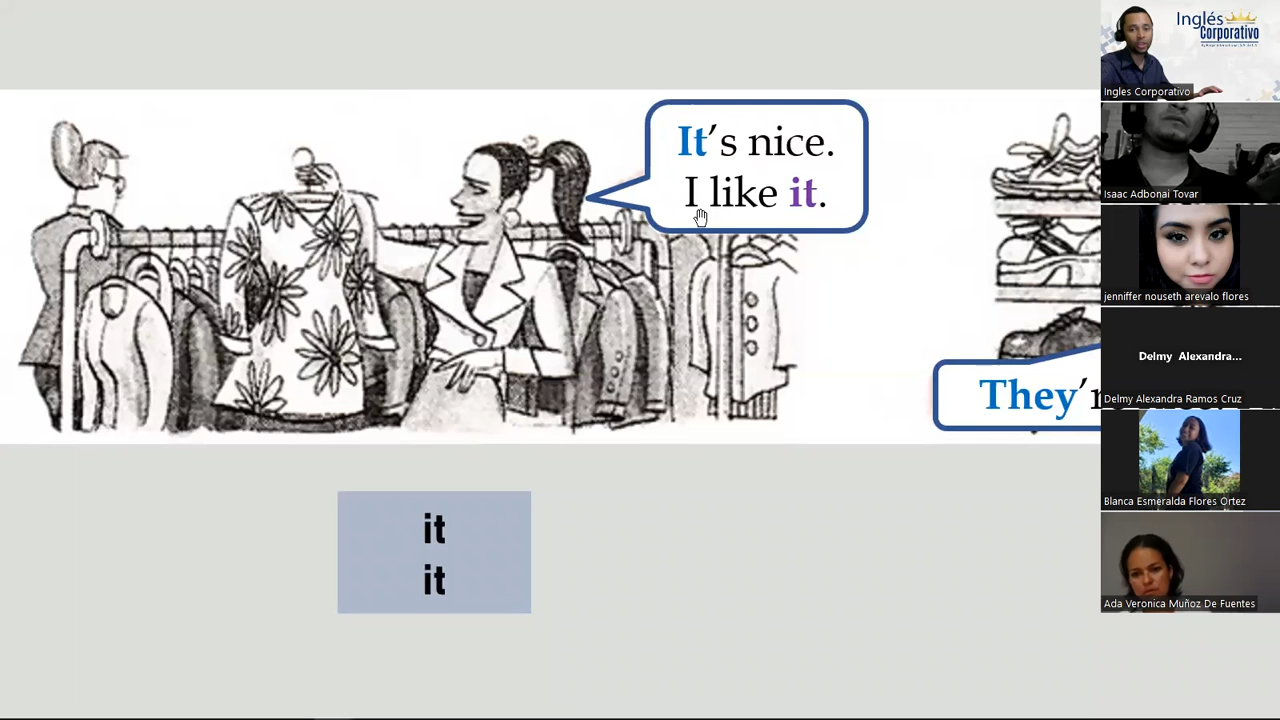 It's nice.
I like it.
They'r
it
it
Inglés
Corporativo
Ingles Corporativo
Isaac Adbonai Tovar
jenniffer nouseth arevalo flores
Delmy Alexandra...
Delmy Alexandra Ramos Cruz
Blanca Esmeralda Flores Ortez
Ada Veronica Muñoz De Fuentes